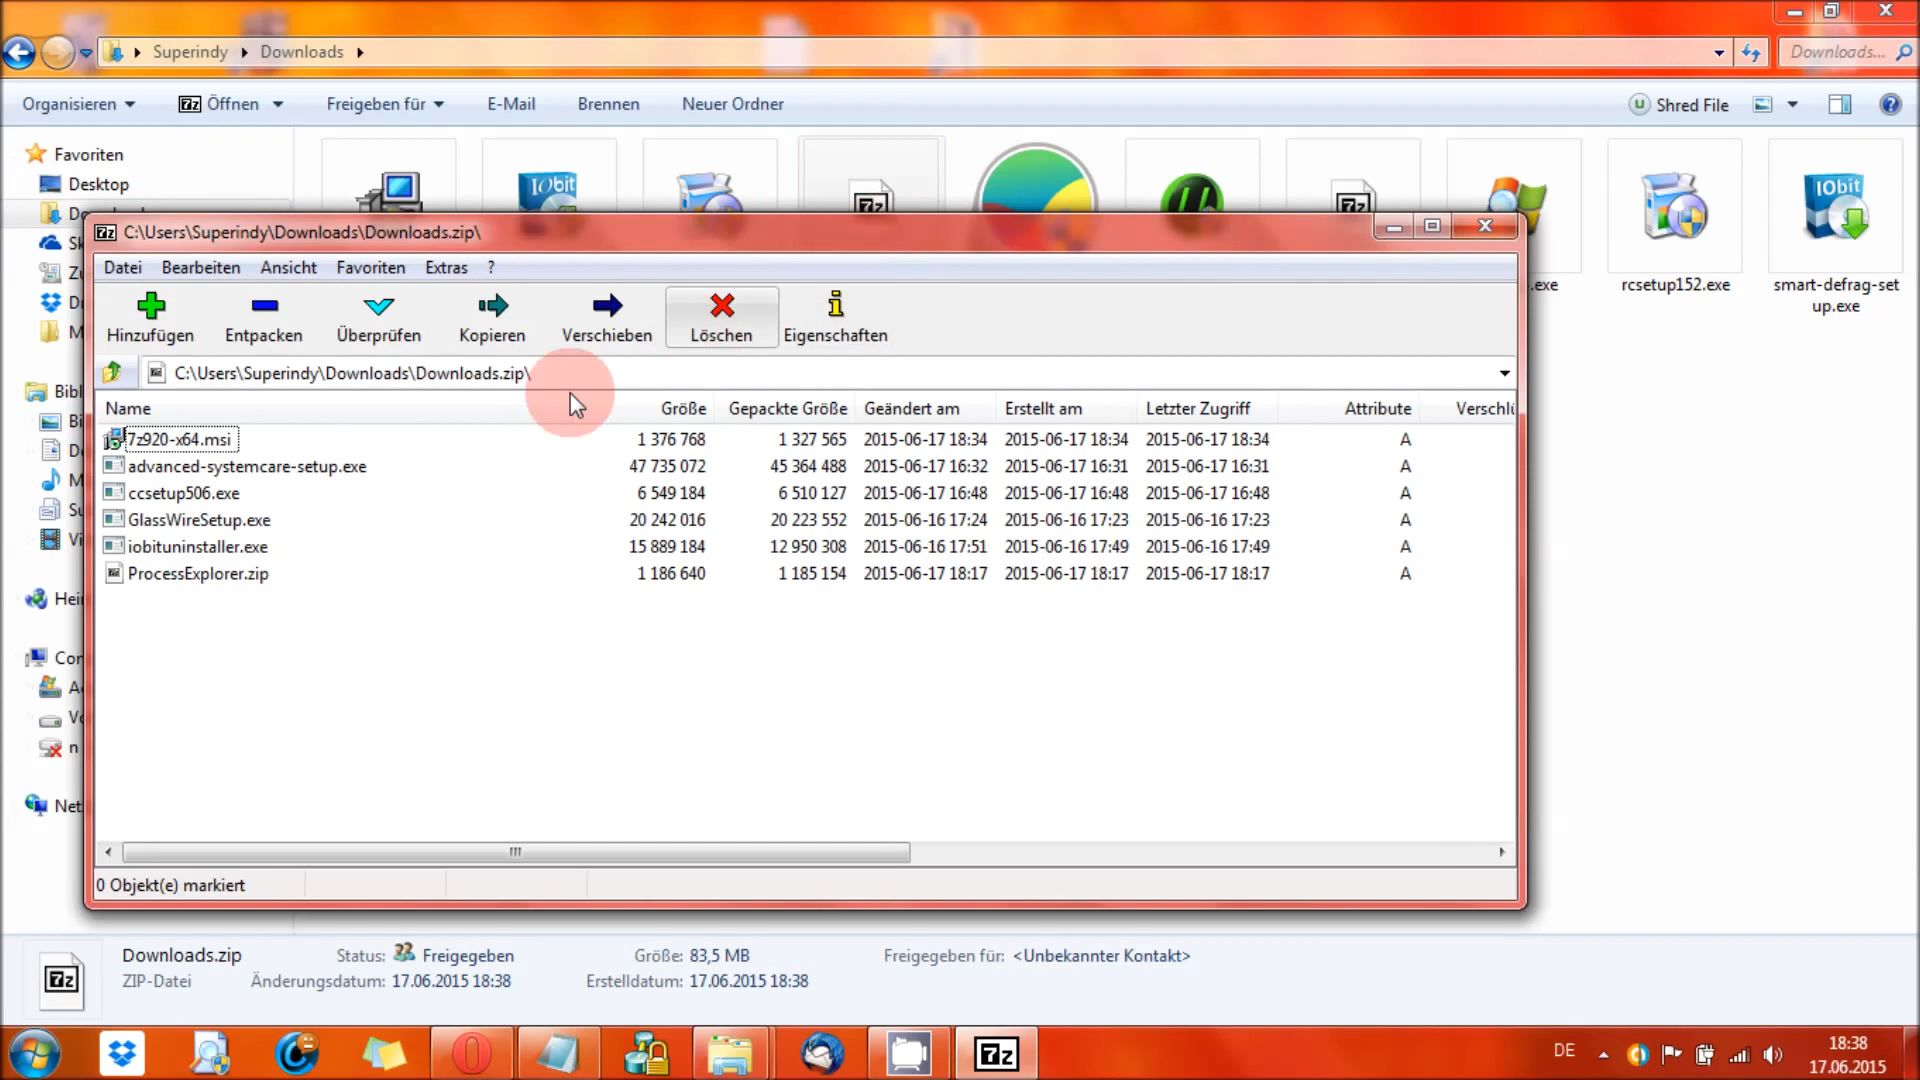 Superindy Downloads
Downloads...
Organisieren Öffnen Freigeben für E-Mail Brennen Neuer Ordner Shred File
Favoriten
Desktop
IObit
IObit
.exe
rcsetup152.exe
smart-defrag-set
up.exe
7z C:\Users\Superindy\Downloads\Downloads.zip\
Datei Bearbeiten Ansicht Favoriten Extras ?
Hinzufügen Entpacken Überprüfen Kopieren Verschieben Löschen Eigenschaften
C:\Users\Superindy\Downloads\Downloads.zip\
Name Größe Gepackte Größe Geändert am Erstellt am Letzter Zugriff Attribute Verschlü
7z920-x64.msi 1 376 768 1 327 565 2015-06-17 18:34 2015-06-17 18:34 2015-06-17 18:34 A
advanced-systemcare-setup.exe 47 735 072 45 364 488 2015-06-17 16:32 2015-06-17 16:31 2015-06-17 16:31 A
ccsetup506.exe 6 549 184 6 510 127 2015-06-17 16:48 2015-06-17 16:48 2015-06-17 16:48 A
GlassWireSetup.exe 20 242 016 20 223 552 2015-06-16 17:24 2015-06-16 17:23 2015-06-16 17:23 A
iobituninstaller.exe 15 889 184 12 950 308 2015-06-16 17:51 2015-06-16 17:49 2015-06-16 17:49 A
ProcessExplorer.zip 1 186 640 1 185 154 2015-06-17 18:17 2015-06-17 18:17 2015-06-17 18:17 A
0 Objekt(e) markiert
Downloads.zip Status: Freigegeben Größe: 83,5 MB Freigegeben für: <Unbekannter Kontakt>
7z ZIP-Datei Änderungsdatum: 17.06.2015 18:38 Erstelldatum: 17.06.2015 18:38
7z DE 18:38
17.06.2015